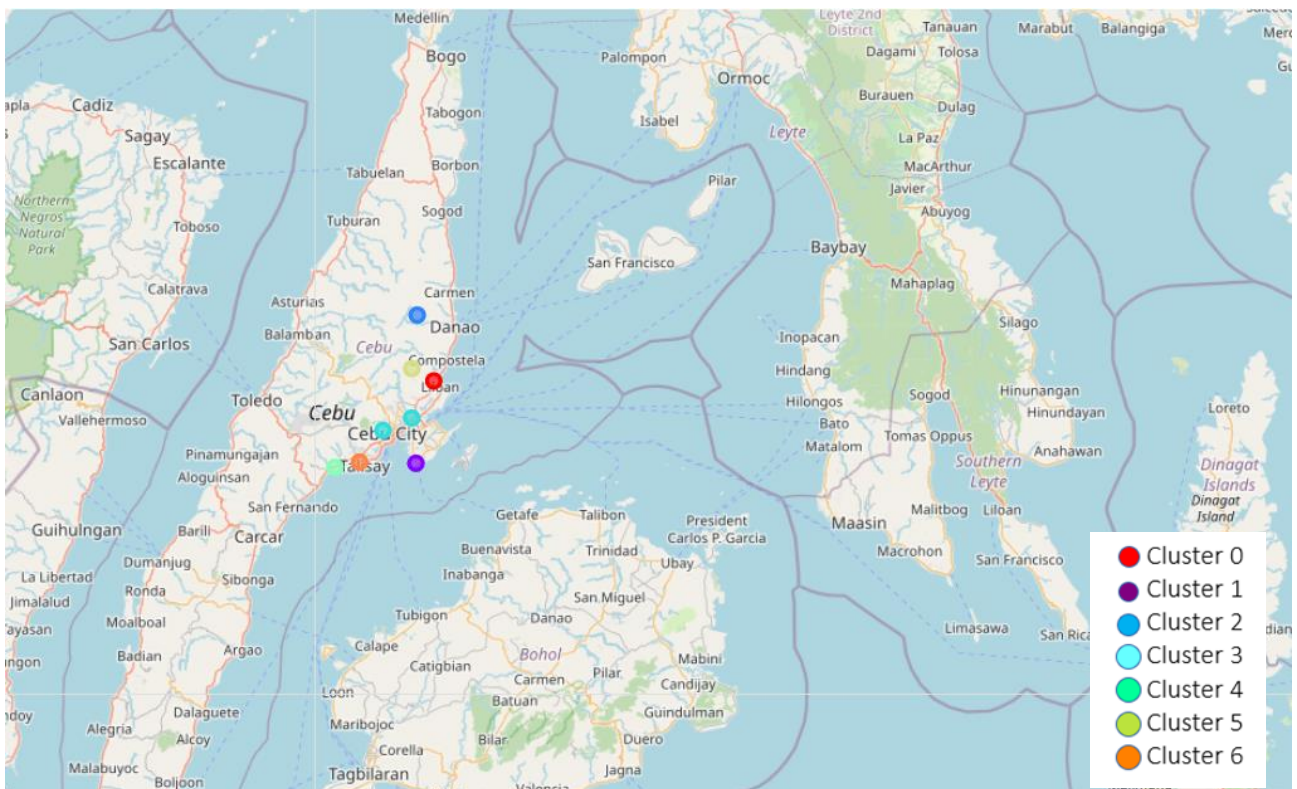 Medellin
Leyte 2nd
District
Tanauan
Marabut
Balangiga
Bogo
Palompon
Dagami
Tolosa
Ormoc
Cadiz
Tabogon
Burauen
Dulag
Sagay
Isabel
Leyte
La Paz
Escalante
Tabuelan
Borbon
MacArthur
Pilar
Javier
Northern
Negros
Natural
Park
Toboso
Tuburan
Sogod
Abuyog
Baybay
San Francisco
Calatrava
Asturias
Carmen
Mahaplag
Balamban
Danao
Silago
San Carlos
Cebu
Inopacan
Compostela
Hindang
Canlaon
Liloan
Sogod
Hinunangan
Vallehermoso
Toledo
Cebu
Hilongos
Hinundayan
Loreto
Cebu City
Bato
Tomas Oppus
Pinamungajan
Talisay
Matalom
Anahawan
Aloguinsan
Southern
Leyte
Dinagat
Islands
Dinagat
Island
San Fernando
Getafe
Talibon
President
Carlos P. Garcia
Maasin
Malitbog
Liloan
Guihulngan
Barili
Carcar
Buenavista
Trinidad
Ubay
Macrohon
San Francisco
La Libertad
Dumanjug
Sibonga
Inabanga
San Miguel
Jimalalud
Ronda
Tubigon
Danao
Limasawa
Moalboal
Argao
Calape
Catigbian
Bohol
Mabini
Badian
Loon
Carmen
Pilar
Candijay
Batuan
Dalaguete
Maribojoc
Guindulman
Alegria
Alcoy
Corella
Bilar
Duero
Malabuyoc
Boljoon
Tagbilaran
Jagna
Valencia
Cluster 0
Cluster 1
Cluster 2
Cluster 3
Cluster 4
Cluster 5
Cluster 6